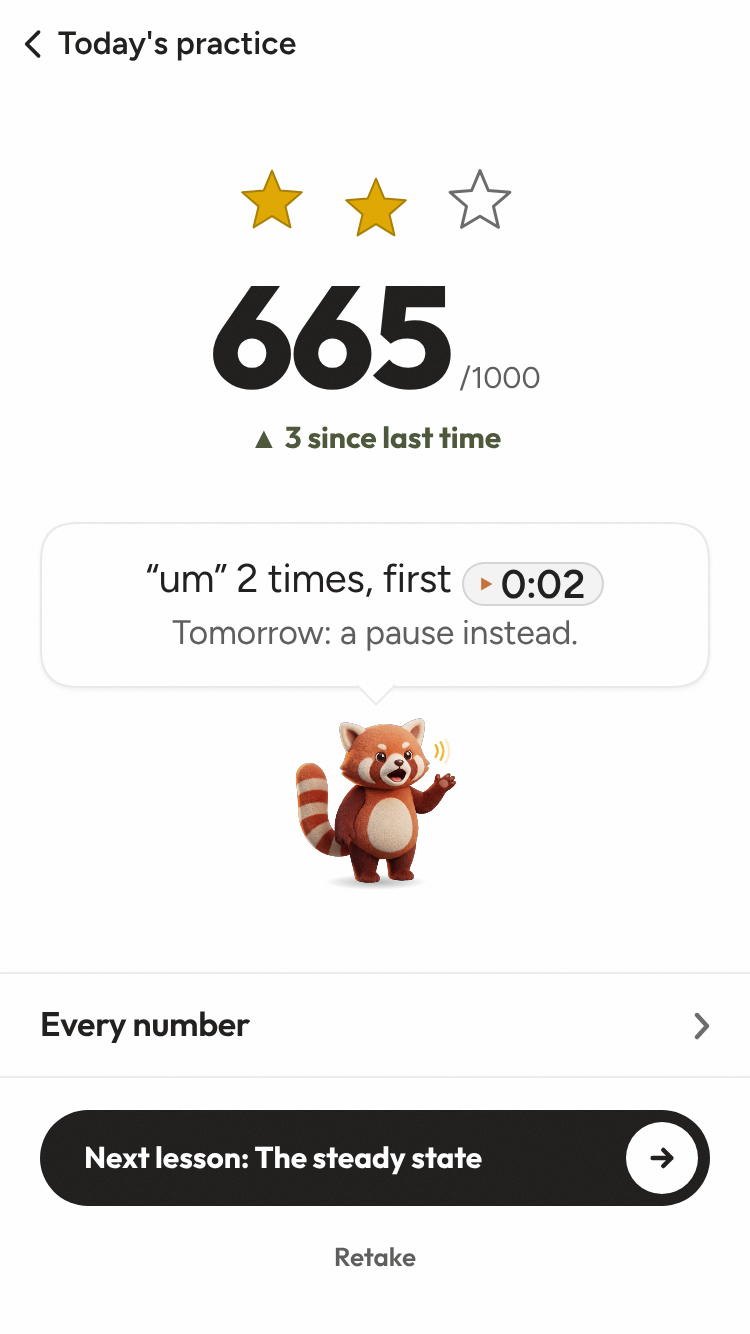 Today's practice
665 /1000
▲ 3 since last time
“um” 2 times, first ▶ 0:02
Tomorrow: a pause instead.
Every number
Next lesson: The steady state
Retake